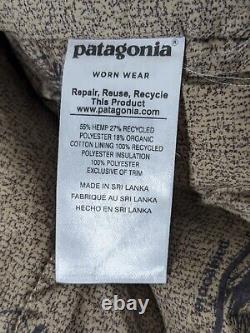 patagonia®
WORN WEAR
Repair, Reuse, Recycle
This Product
www.patagonia.com
55% HEMP 27% RECYCLED
POLYESTER 18% ORGANIC
COTTON LINING 100% RECYCLED
POLYESTER INSULATION
100% POLYESTER
EXCLUSIVE OF TRIM
MADE IN SRI LANKA
FABRIQUE AU SRI LANKA
HECHO EN SRI LANKA